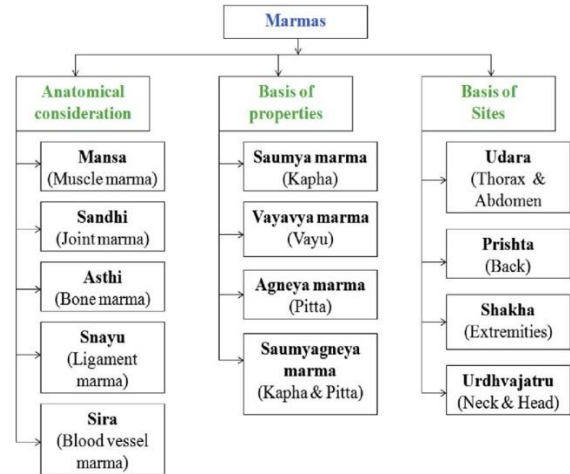 Marmas
Anatomical
consideration
Mansa
(Muscle marma)
Sandhi
(Joint marma)
Asthi
(Bone marma)
Snayu
(Ligament
marma)
Sira
(Blood vessel
marma)
Basis of
properties
Saumya marma
(Kapha)
Vayavya marma
(Vayu)
Agneya marma
(Pitta)
Saumyagneya
marma
(Kapha & Pitta)
Basis of
Sites
Udara
(Thorax &
Abdomen
Prishta
(Back)
Shakha
(Extremities)
Urdhvajatru
(Neck & Head)